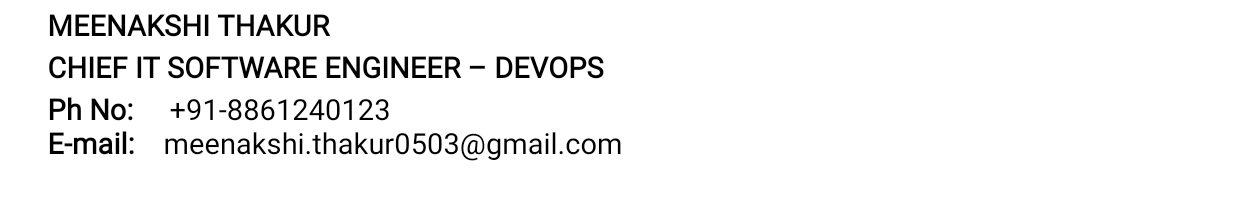 MEENAKSHI THAKUR
CHIEF IT SOFTWARE ENGINEER – DEVOPS
Ph No: +91-8861240123
E-mail: meenakshi.thakur0503@gmail.com